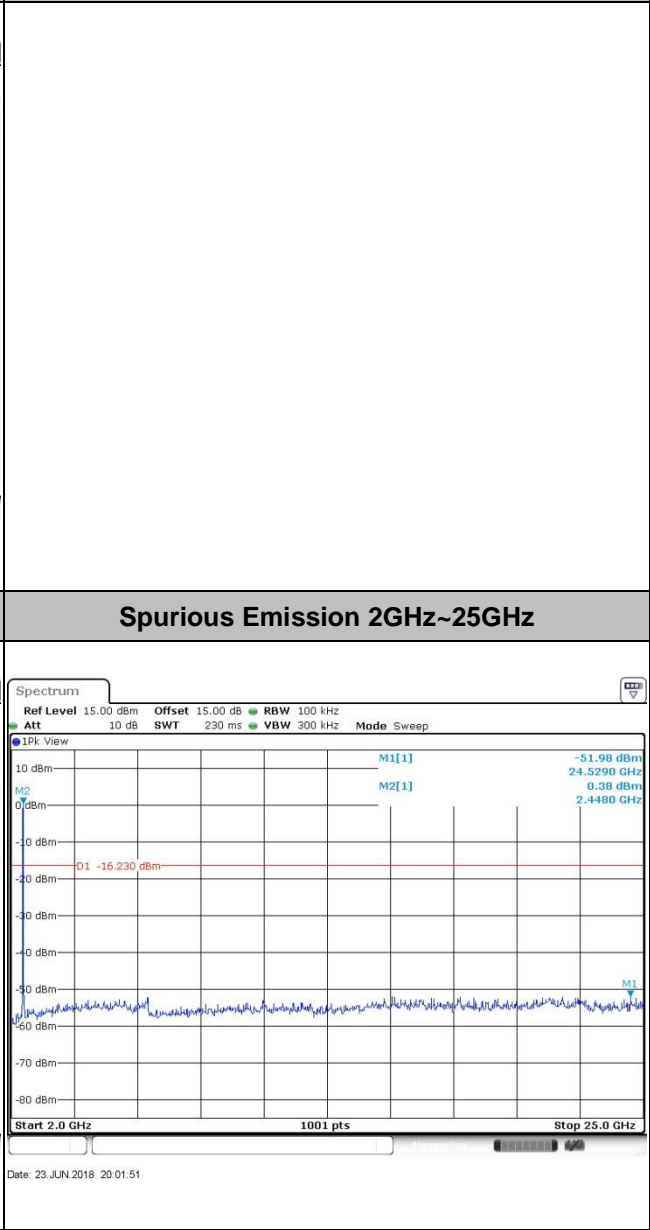 Spurious Emission 2GHz~25GHz
Spectrum
Ref Level 15.00 dBm Offset 15.00 dB RBW 100 kHz
Att 10 dB SWT 230 ms VBW 300 kHz Mode Sweep
1Pk View
M1[1] -51.98 dBm
24.5290 GHz
M2[1] 0.38 dBm
2.4480 GHz
10 dBm
M2
0 dBm
-10 dBm
D1 -16.230 dBm
-20 dBm
-30 dBm
-40 dBm
-50 dBm
M1
-60 dBm
-70 dBm
-80 dBm
Start 2.0 GHz 1001 pts Stop 25.0 GHz
Date: 23.JUN.2018 20:01:51